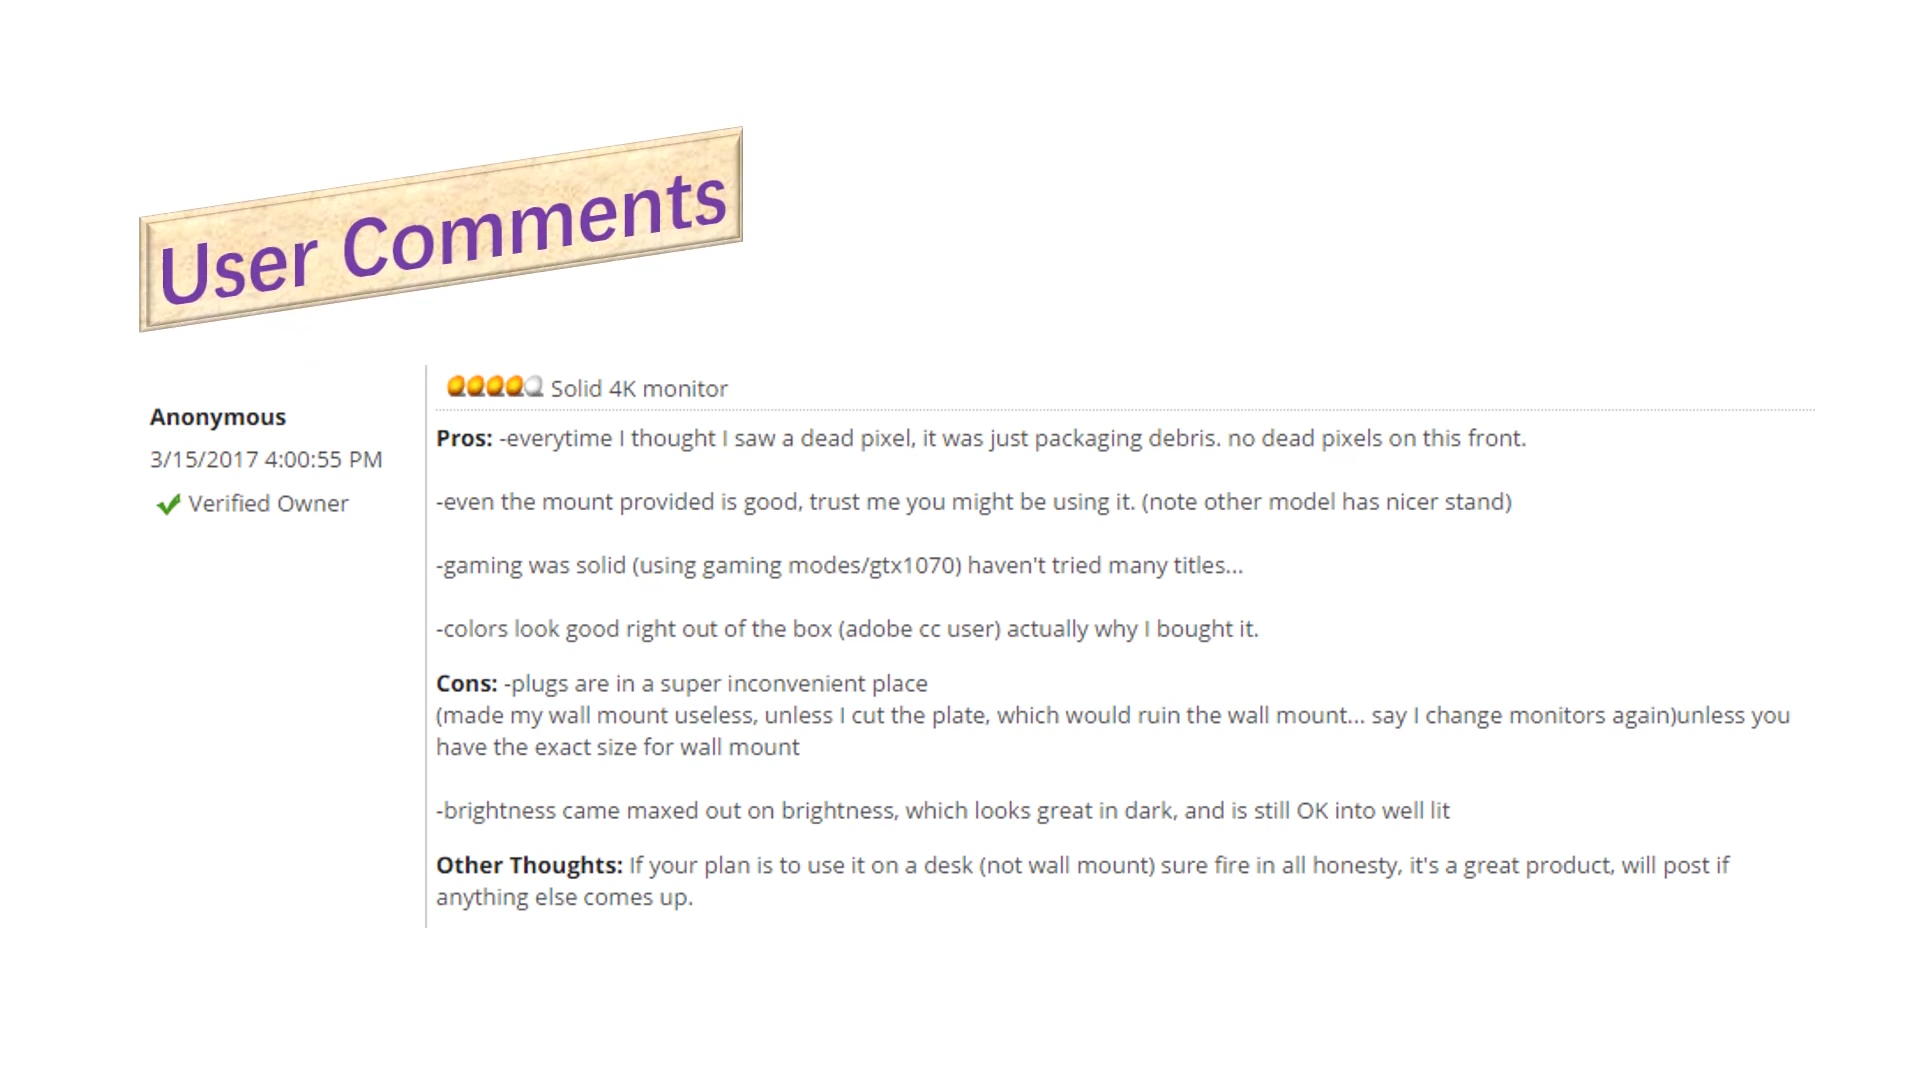 User Comments
Anonymous
3/15/2017 4:00:55 PM
Verified Owner
Solid 4K monitor
Pros: -everytime I thought I saw a dead pixel, it was just packaging debris. no dead pixels on this front.
-even the mount provided is good, trust me you might be using it. (note other model has nicer stand)
-gaming was solid (using gaming modes/gtx1070) haven't tried many titles...
-colors look good right out of the box (adobe cc user) actually why I bought it.
Cons: -plugs are in a super inconvenient place
(made my wall mount useless, unless I cut the plate, which would ruin the wall mount... say I change monitors again)unless you
have the exact size for wall mount
-brightness came maxed out on brightness, which looks great in dark, and is still OK into well lit
Other Thoughts: If your plan is to use it on a desk (not wall mount) sure fire in all honesty, it's a great product, will post if
anything else comes up.